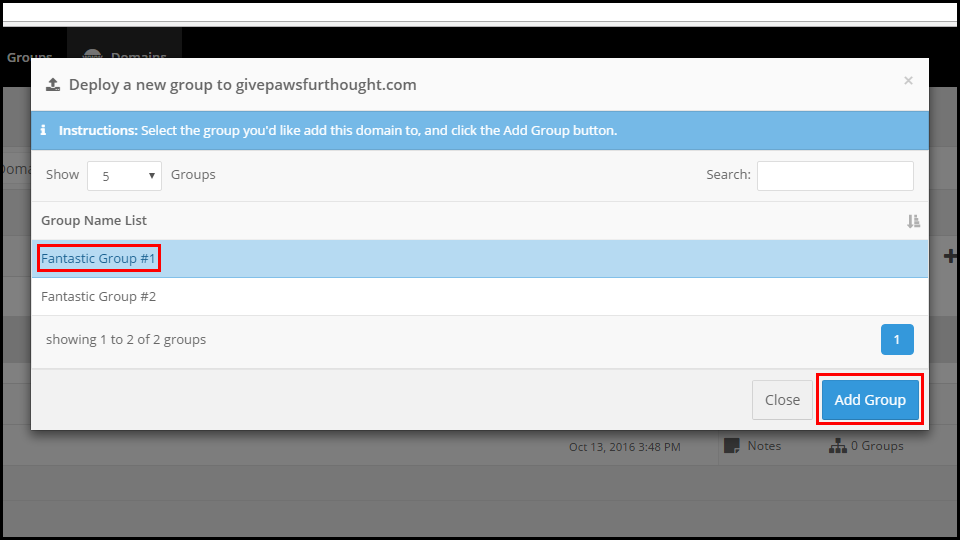 Groups Domains
Deploy a new group to givepawsfurthought.com ×
Instructions: Select the group you'd like add this domain to, and click the Add Group button.
Show 5 Groups Search:
Group Name List
Fantastic Group #1
Fantastic Group #2
showing 1 to 2 of 2 groups 1
Close Add Group
Oct 13, 2016 3:48 PM Notes 0 Groups